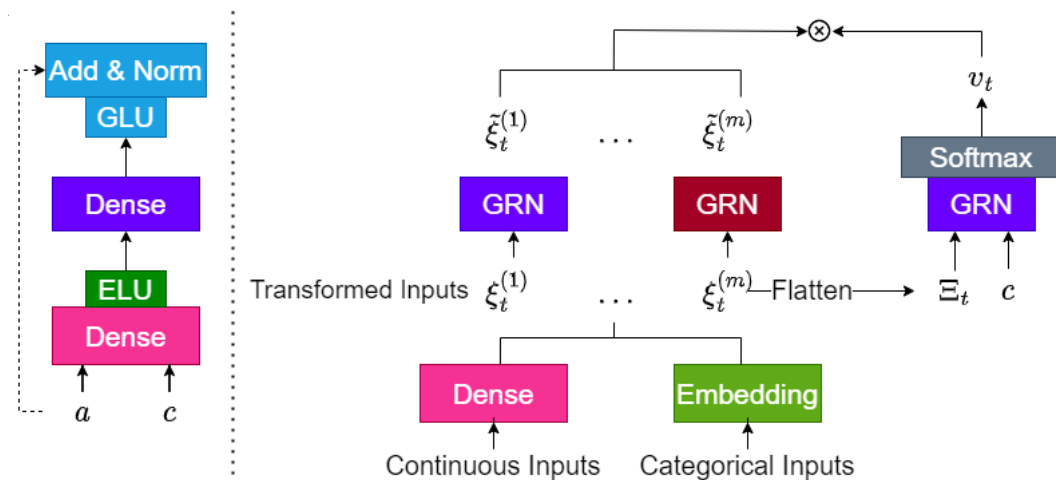 Add & Norm
GLU
Dense
ELU
Dense
a c
v_t
ξ̃_t^(1) ... ξ̃_t^(m)
Softmax
GRN GRN GRN
Transformed Inputs ξ_t^(1) ... ξ_t^(m) Flatten Ξ_t c
Dense Embedding
Continuous Inputs Categorical Inputs